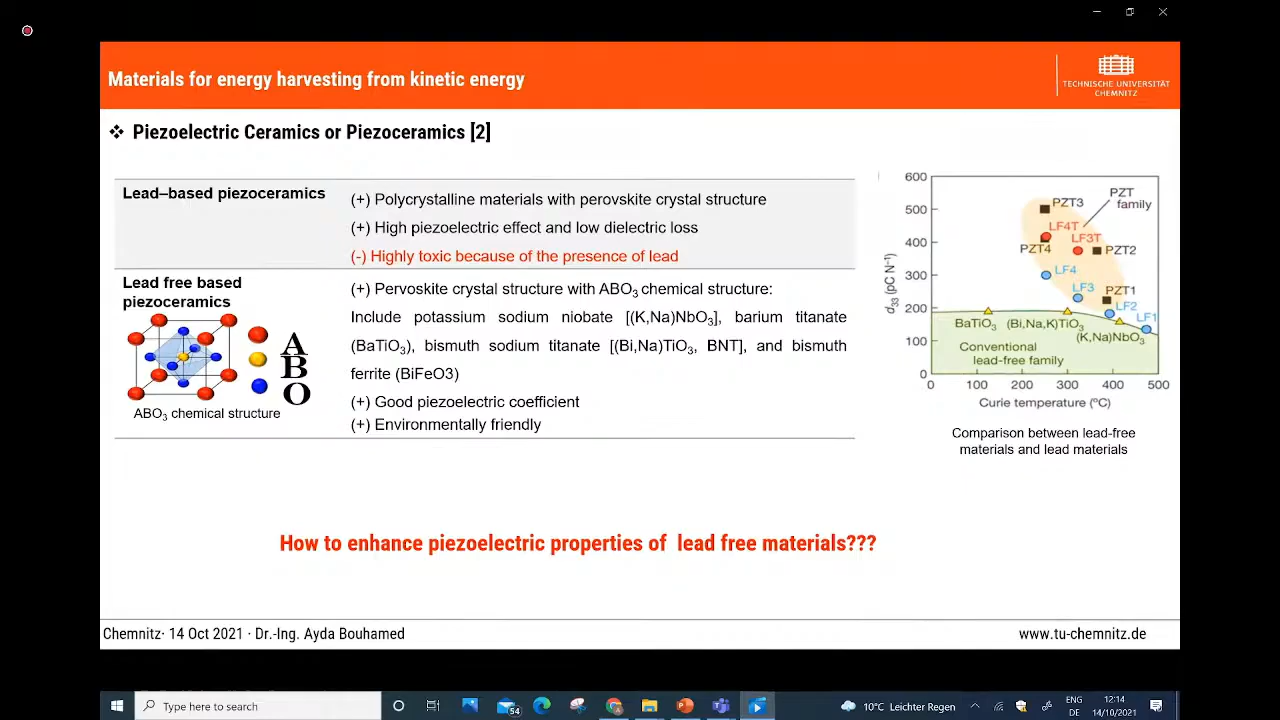 Materials for energy harvesting from kinetic energy
TECHNISCHE UNIVERSITÄT
CHEMNITZ
❖ Piezoelectric Ceramics or Piezoceramics [2]
Lead–based piezoceramics
(+) Polycrystalline materials with perovskite crystal structure
(+) High piezoelectric effect and low dielectric loss
(-) Highly toxic because of the presence of lead
Lead free based
piezoceramics
(+) Pervoskite crystal structure with ABO3 chemical structure:
Include potassium sodium niobate [(K,Na)NbO3], barium titanate
(BaTiO3), bismuth sodium titanate [(Bi,Na)TiO3, BNT], and bismuth
ferrite (BiFeO3)
(+) Good piezoelectric coefficient
(+) Environmentally friendly
A
B
O
ABO3 chemical structure
600
500
400
300
200
100
0
d33 (pC N-1)
PZT
family
PZT3
LF4T
LF3T
PZT4
PZT2
LF4
LF3
PZT1
LF2
LF1
BaTiO3
(Bi,Na,K)TiO3
(K,Na)NbO3
Conventional
lead-free family
0 100 200 300 400 500
Curie temperature (ºC)
Comparison between lead-free
materials and lead materials
How to enhance piezoelectric properties of lead free materials???
Chemnitz· 14 Oct 2021 · Dr.-Ing. Ayda Bouhamed
www.tu-chemnitz.de
Type here to search
54
10°C Leichter Regen
ENG
DE
12:14
14/10/2021